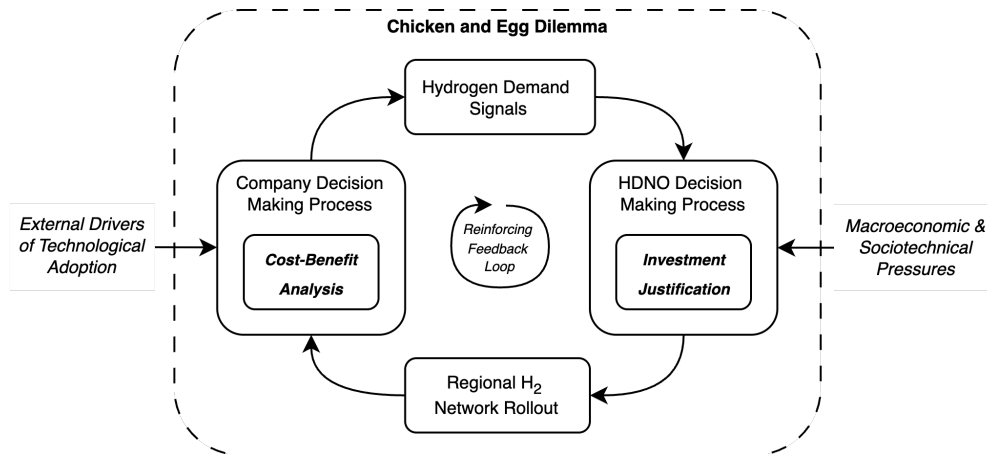 Chicken and Egg Dilemma
Hydrogen Demand
Signals
Company Decision
Making Process
Cost-Benefit
Analysis
HDNO Decision
Making Process
Investment
Justification
Reinforcing
Feedback
Loop
External Drivers
of Technological
Adoption
Macroeconomic &
Sociotechnical
Pressures
Regional H₂
Network Rollout